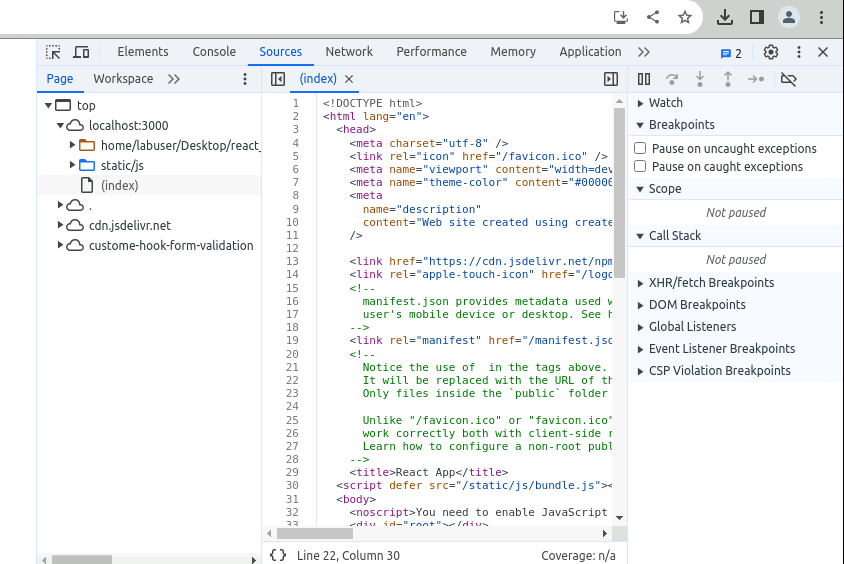 Elements Console Sources Network Performance Memory Application 2
Page Workspace
(index)
top
localhost:3000
home/labuser/Desktop/react_
static/js
(index)
.
cdn.jsdelivr.net
custome-hook-form-validation
1 <!DOCTYPE html>
2 <html lang="en">
3 <head>
4 <meta charset="utf-8" />
5 <link rel="icon" href="/favicon.ico" />
6 <meta name="viewport" content="width=dev
7 <meta name="theme-color" content="#00000
8 <meta
9 name="description"
10 content="Web site created using create
11 />
12
13 <link href="https://cdn.jsdelivr.net/npm
14 <link rel="apple-touch-icon" href="/logo
15 <!--
16 manifest.json provides metadata used w
17 user's mobile device or desktop. See h
18 -->
19 <link rel="manifest" href="/manifest.jso
20 <!--
21 Notice the use of  in the tags above.
22 It will be replaced with the URL of th
23 Only files inside the `public` folder
24
25 Unlike "/favicon.ico" or "favicon.ico"
26 work correctly both with client-side r
27 Learn how to configure a non-root publ
28 -->
29 <title>React App</title>
30 <script defer src="/static/js/bundle.js"><
31 <body>
32 <noscript>You need to enable JavaScript
33 <div id="root"></div>
{ } Line 22, Column 30 Coverage: n/a
Watch
Breakpoints
Pause on uncaught exceptions
Pause on caught exceptions
Scope
Not paused
Call Stack
Not paused
XHR/fetch Breakpoints
DOM Breakpoints
Global Listeners
Event Listener Breakpoints
CSP Violation Breakpoints